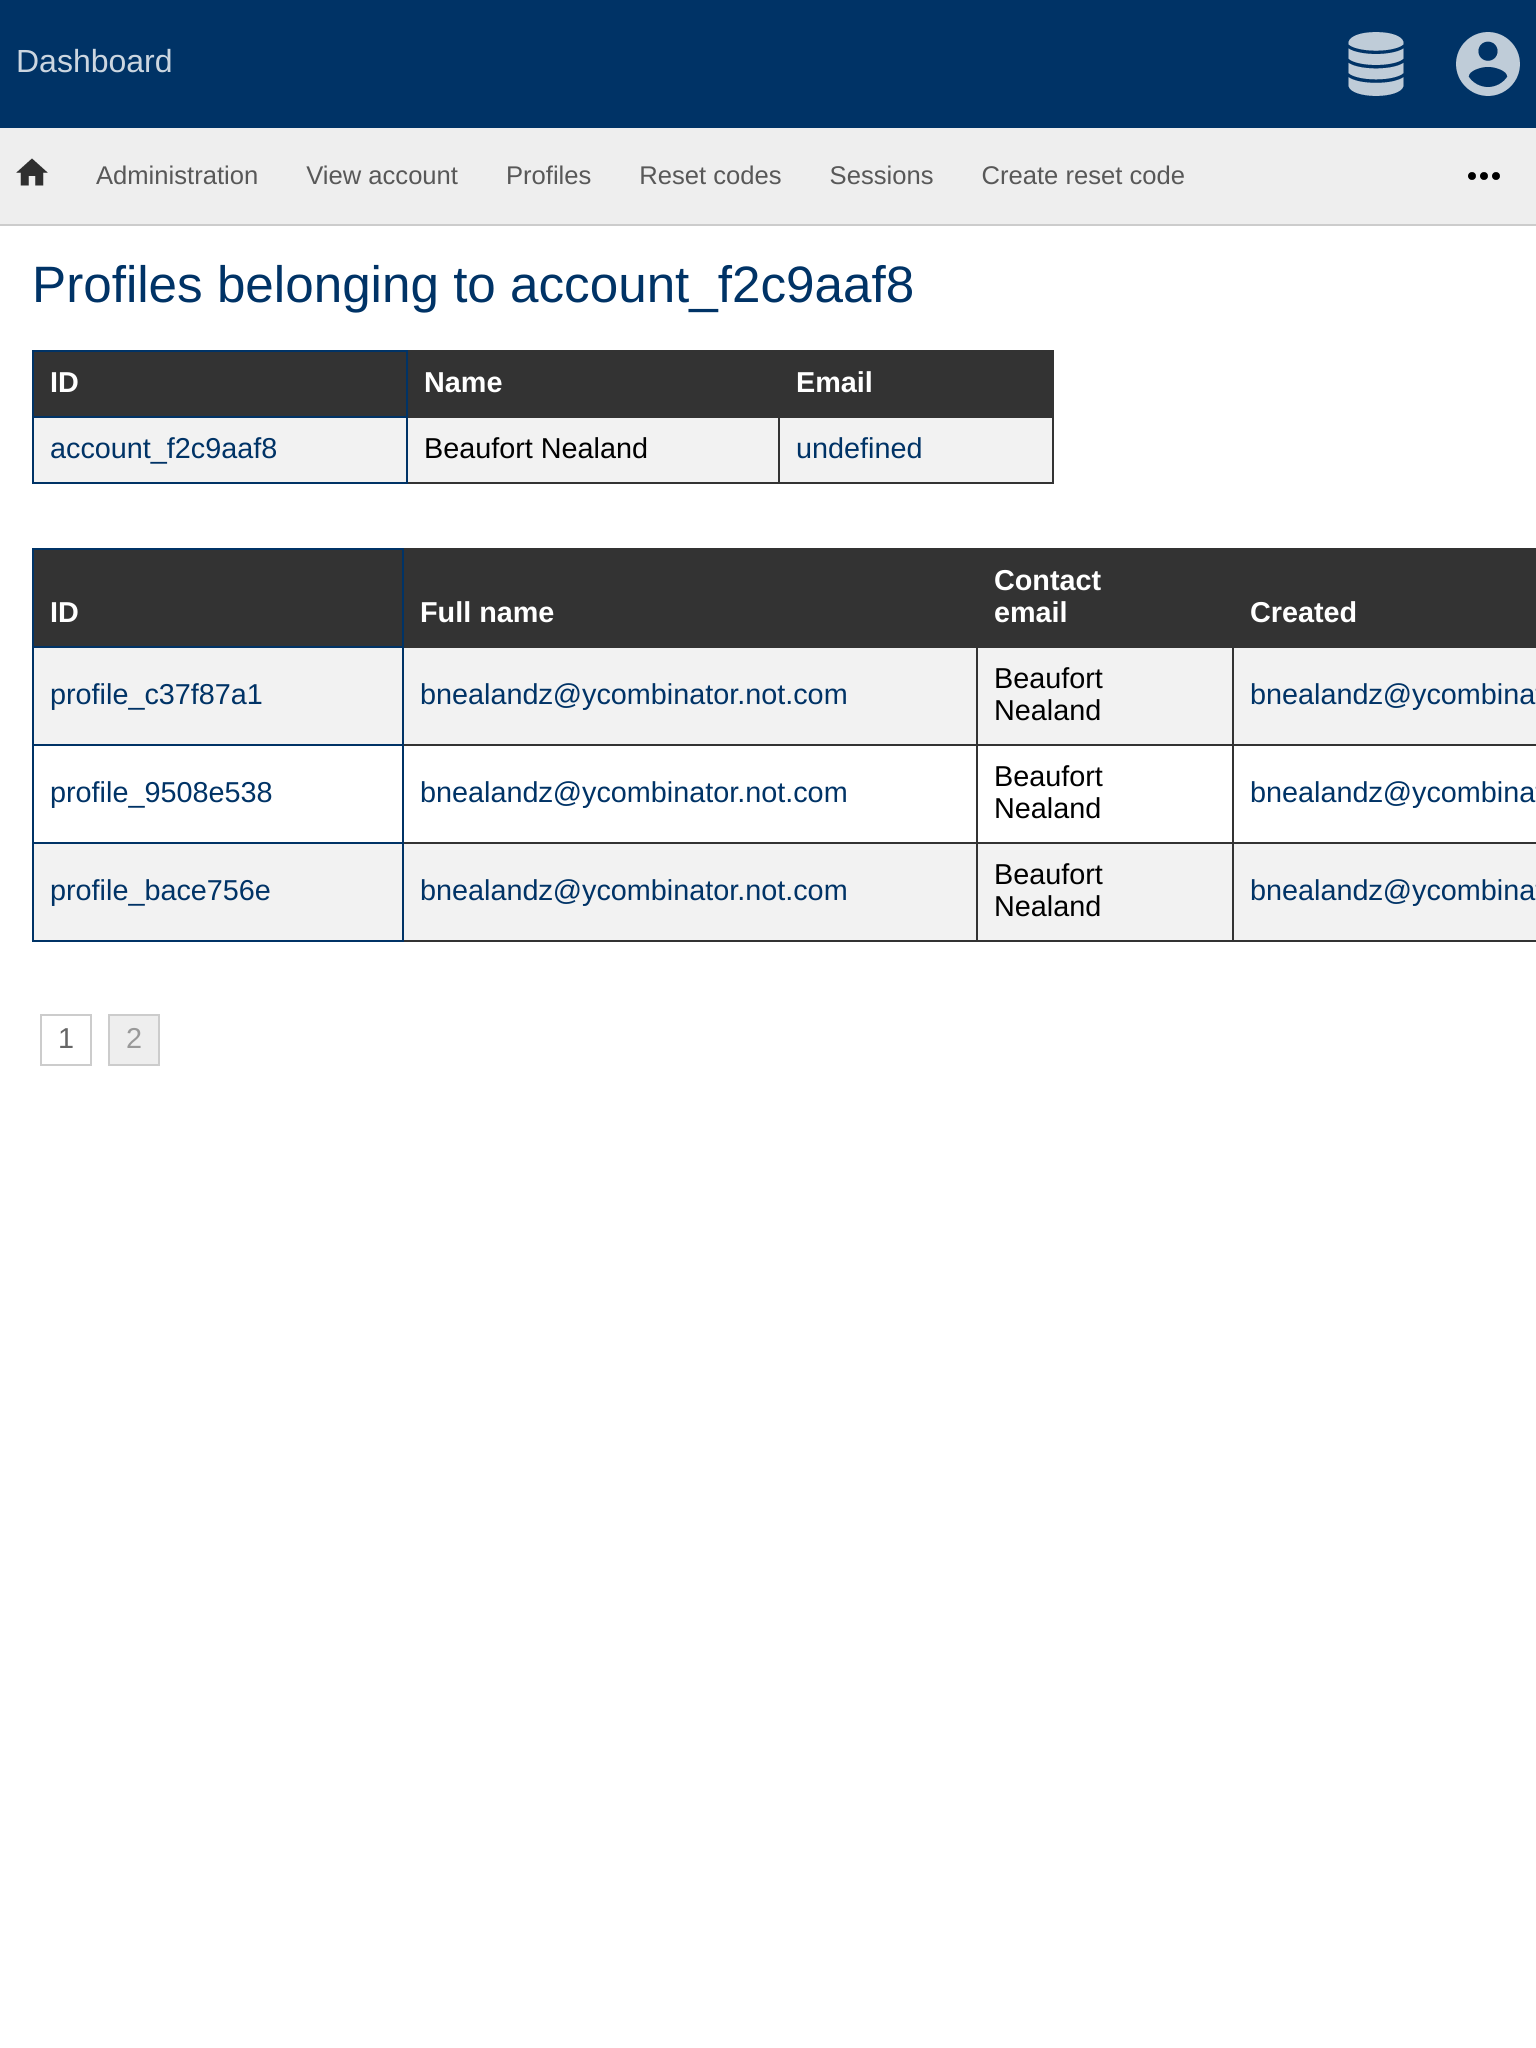 Dashboard
Administration View account Profiles Reset codes Sessions Create reset code
Profiles belonging to account_f2c9aaf8
ID Name Email
account_f2c9aaf8 Beaufort Nealand undefined
ID Full name Contact email Created
profile_c37f87a1 bnealandz@ycombinator.not.com Beaufort Nealand bnealandz@ycombina
profile_9508e538 bnealandz@ycombinator.not.com Beaufort Nealand bnealandz@ycombina
profile_bace756e bnealandz@ycombinator.not.com Beaufort Nealand bnealandz@ycombina
1 2